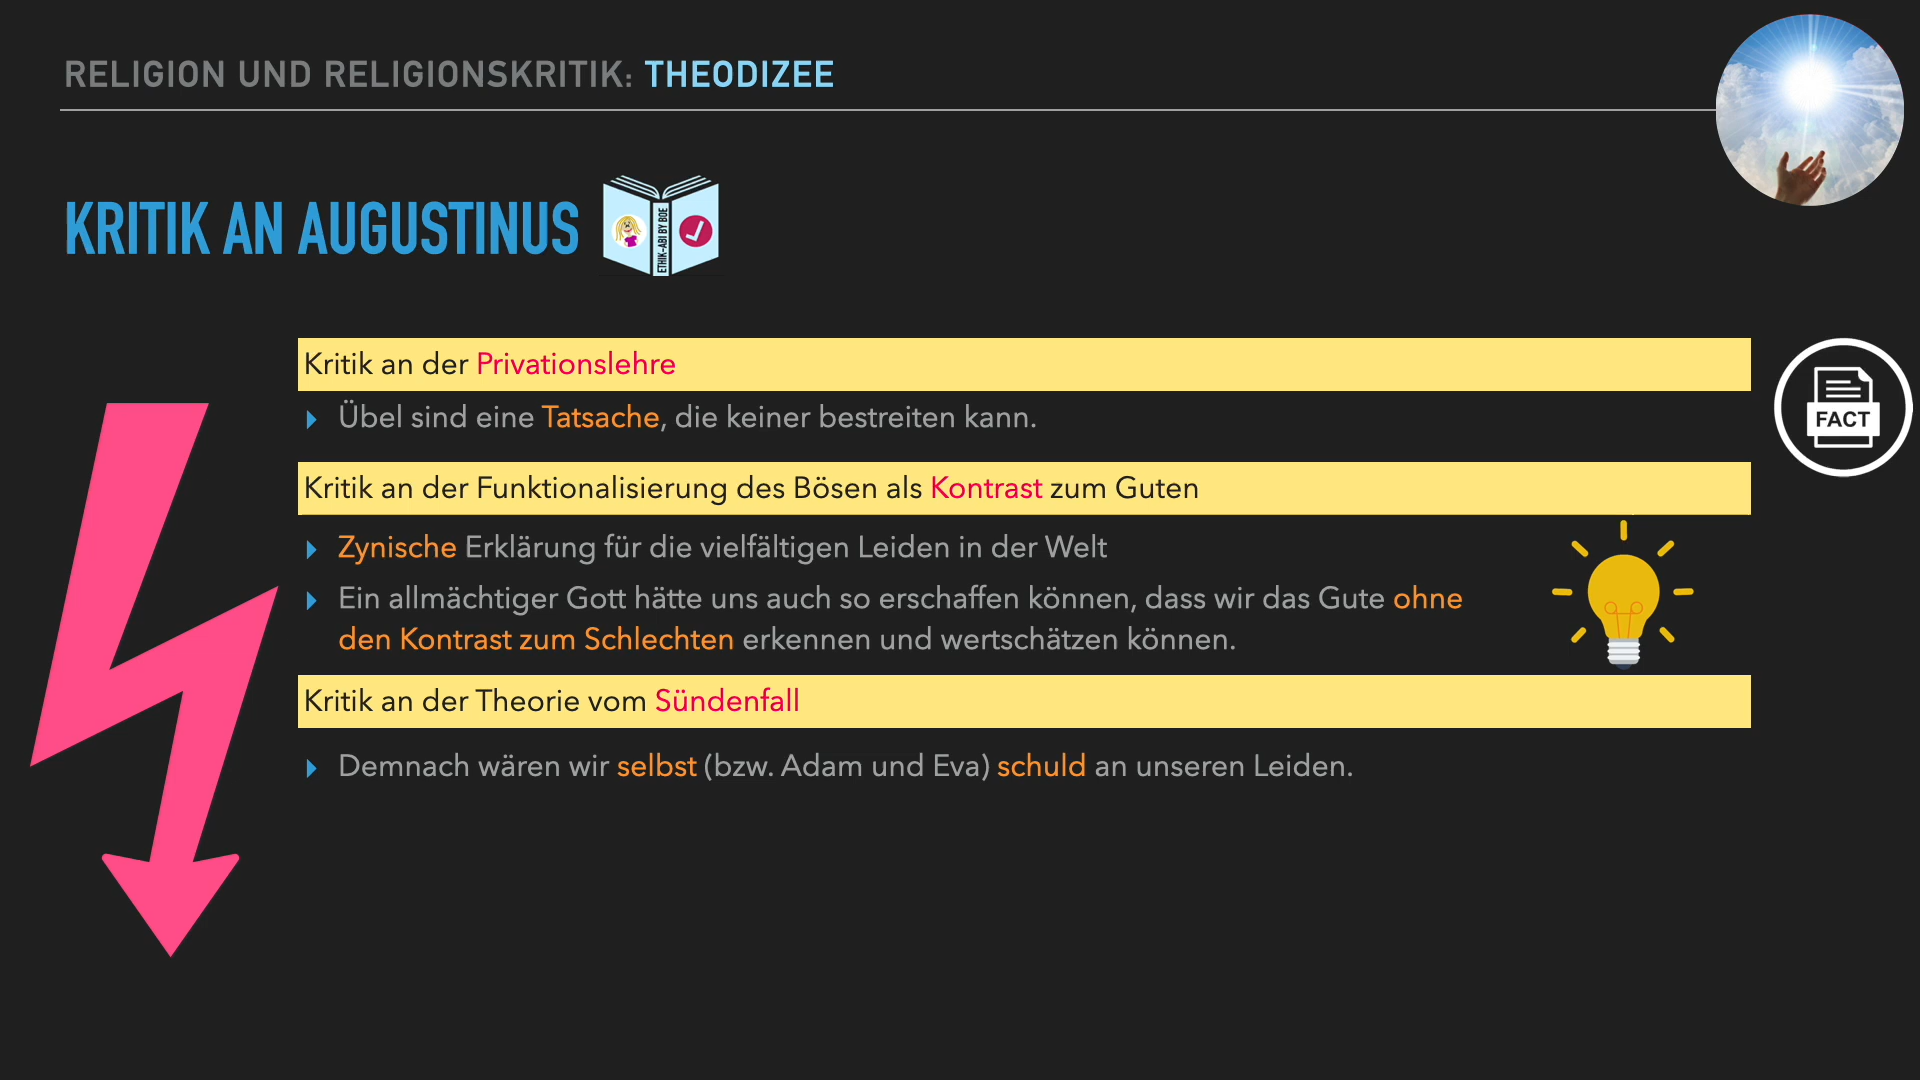 RELIGION UND RELIGIONSKRITIK: THEODIZEE
KRITIK AN AUGUSTINUS
ETHIK-ABI BY BOE
Kritik an der Privationslehre
Übel sind eine Tatsache, die keiner bestreiten kann.
FACT
Kritik an der Funktionalisierung des Bösen als Kontrast zum Guten
Zynische Erklärung für die vielfältigen Leiden in der Welt
Ein allmächtiger Gott hätte uns auch so erschaffen können, dass wir das Gute ohne
den Kontrast zum Schlechten erkennen und wertschätzen können.
Kritik an der Theorie vom Sündenfall
Demnach wären wir selbst (bzw. Adam und Eva) schuld an unseren Leiden.